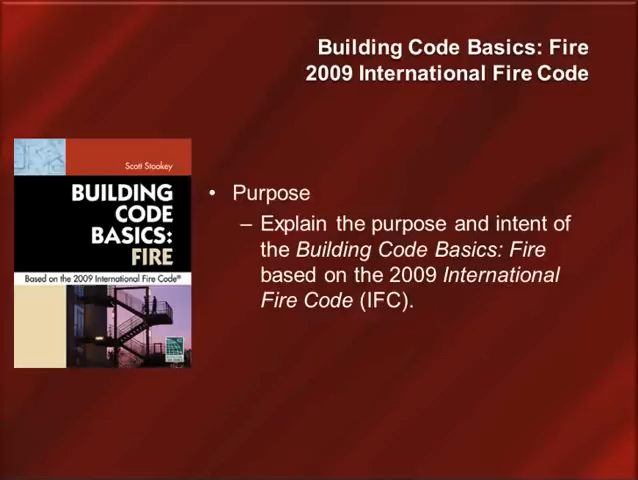 Building Code Basics: Fire
2009 International Fire Code
Scott Stookey
BUILDING
CODE
BASICS:
FIRE
Based on the 2009 International Fire Code®
• Purpose
– Explain the purpose and intent of
the Building Code Basics: Fire
based on the 2009 International
Fire Code (IFC).